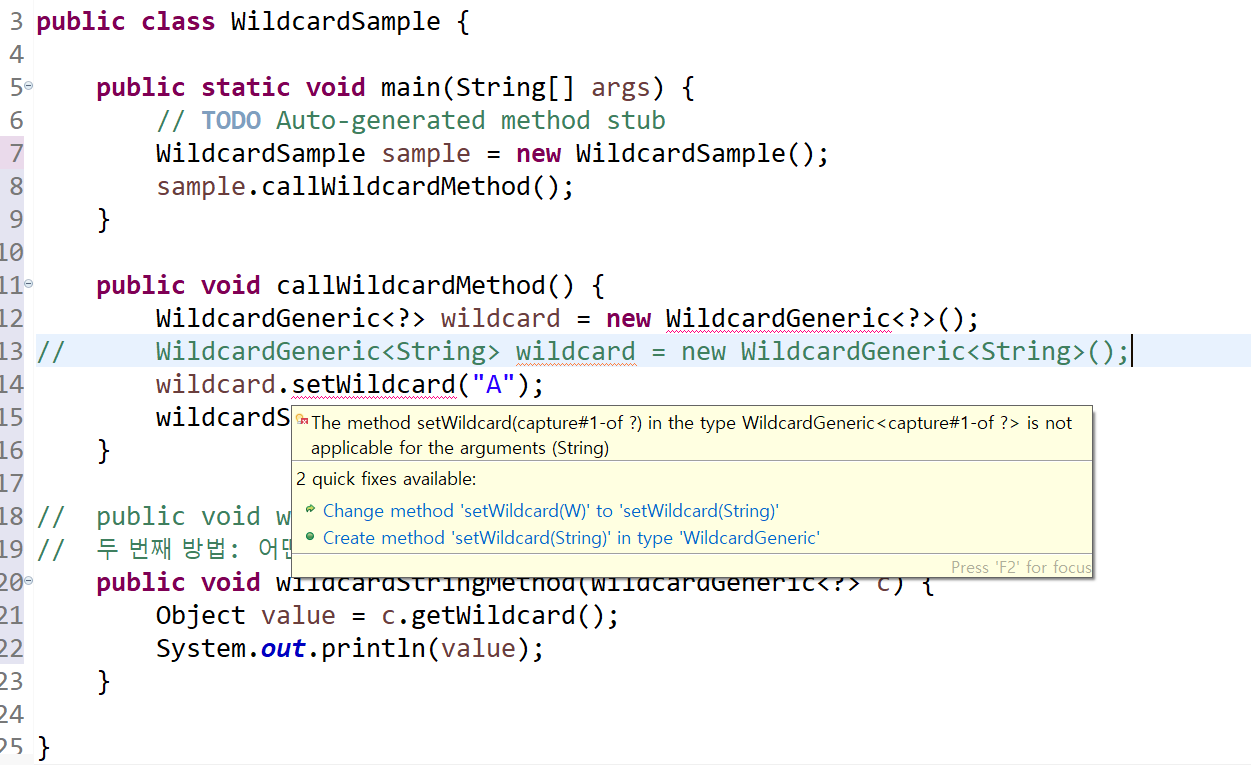 3 public class WildcardSample {
4
5 public static void main(String[] args) {
6 // TODO Auto-generated method stub
7 WildcardSample sample = new WildcardSample();
8 sample.callWildcardMethod();
9 }
10
11 public void callWildcardMethod() {
12 WildcardGeneric<?> wildcard = new WildcardGeneric<?>();
13 // WildcardGeneric<String> wildcard = new WildcardGeneric<String>();
14 wildcard.setWildcard("A");
15 wildcardS
The method setWildcard(capture#1-of ?) in the type WildcardGeneric<capture#1-of ?> is not
applicable for the arguments (String)
2 quick fixes available:
Change method 'setWildcard(W)' to 'setWildcard(String)'
Create method 'setWildcard(String)' in type 'WildcardGeneric'
Press 'F2' for focus
16 }
17
18 // public void w
19 // 두 번째 방법: 어떤
20 public void wildcardStringMethod(WildcardGeneric<?> c) {
21 Object value = c.getWildcard();
22 System.out.println(value);
23 }
24
25 }